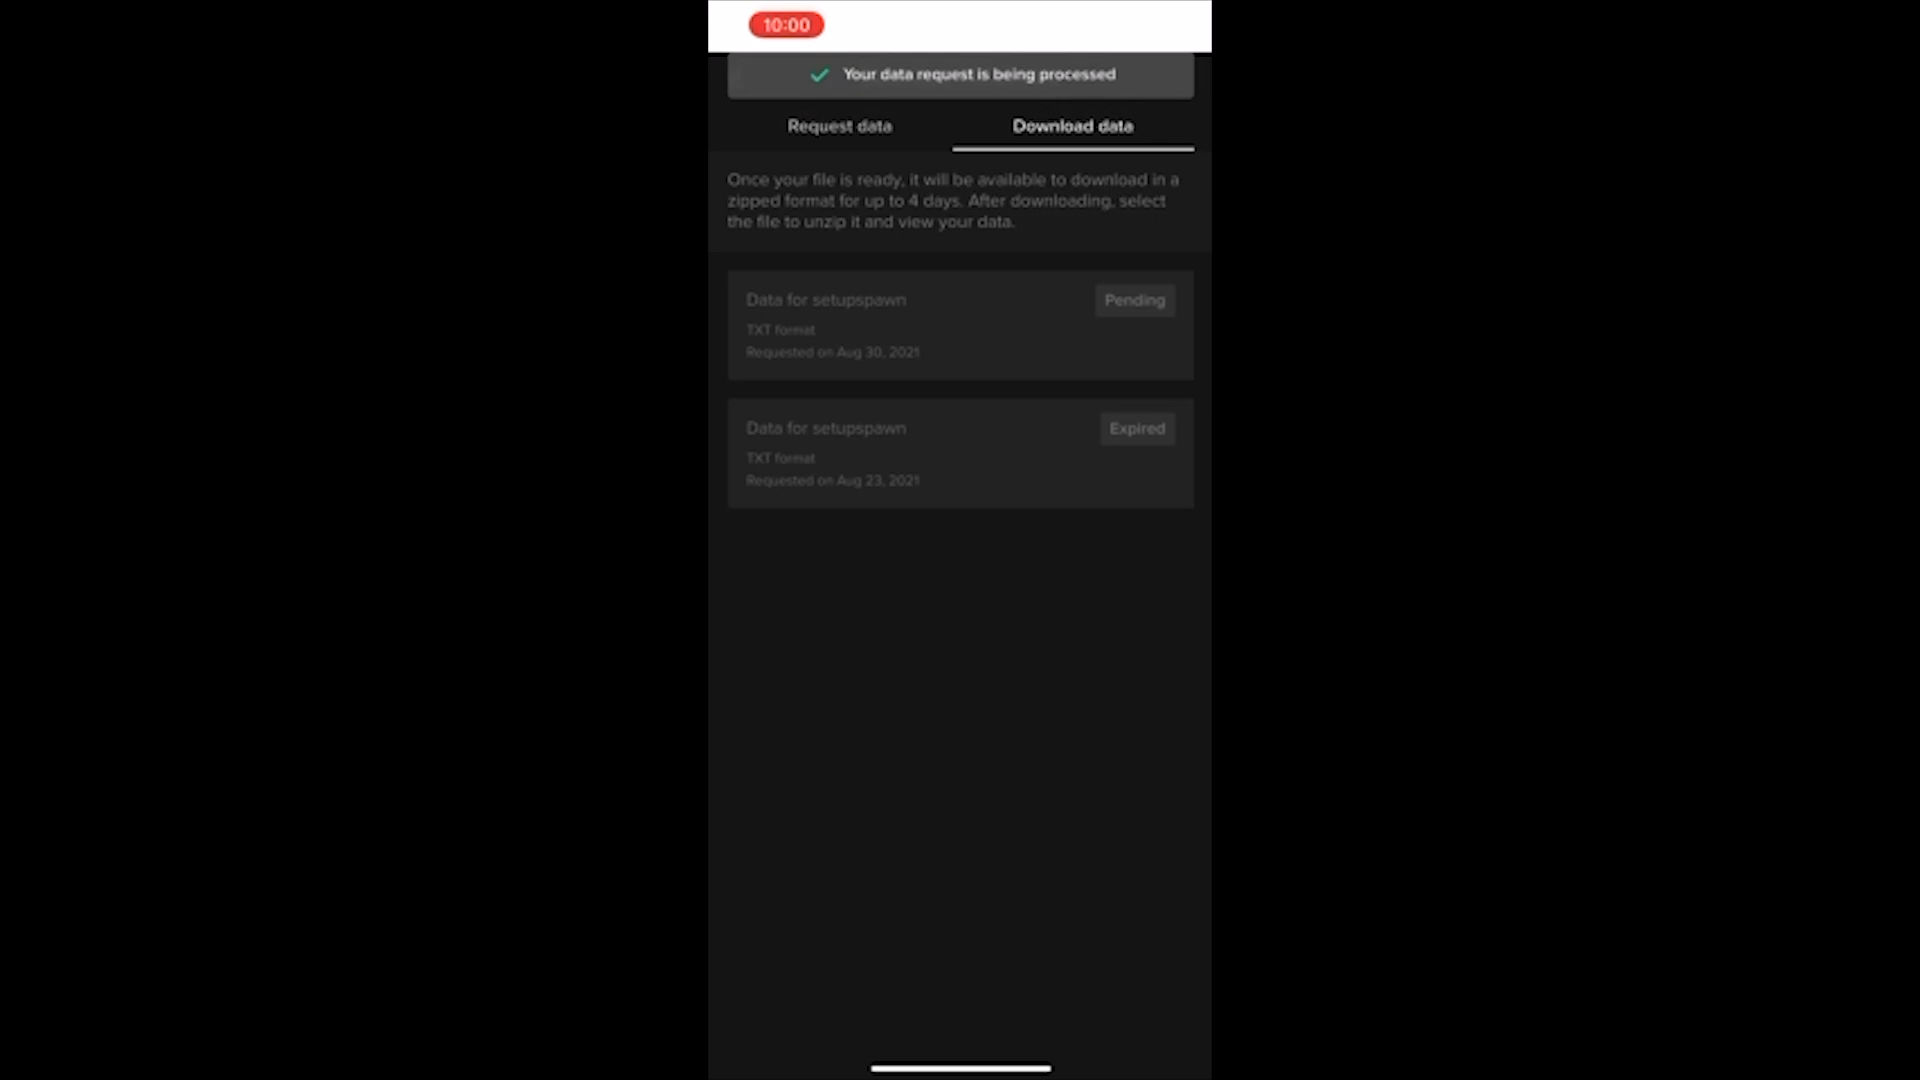 10:00
Your data request is being processed
Request data
Download data
Once your file is ready, it will be available to download in a
zipped format for up to 4 days. After downloading, select
the file to unzip it and view your data.
Data for setupspawn
Pending
TXT format
Requested on Aug 30, 2021
Data for setupspawn
Expired
TXT format
Requested on Aug 23, 2021